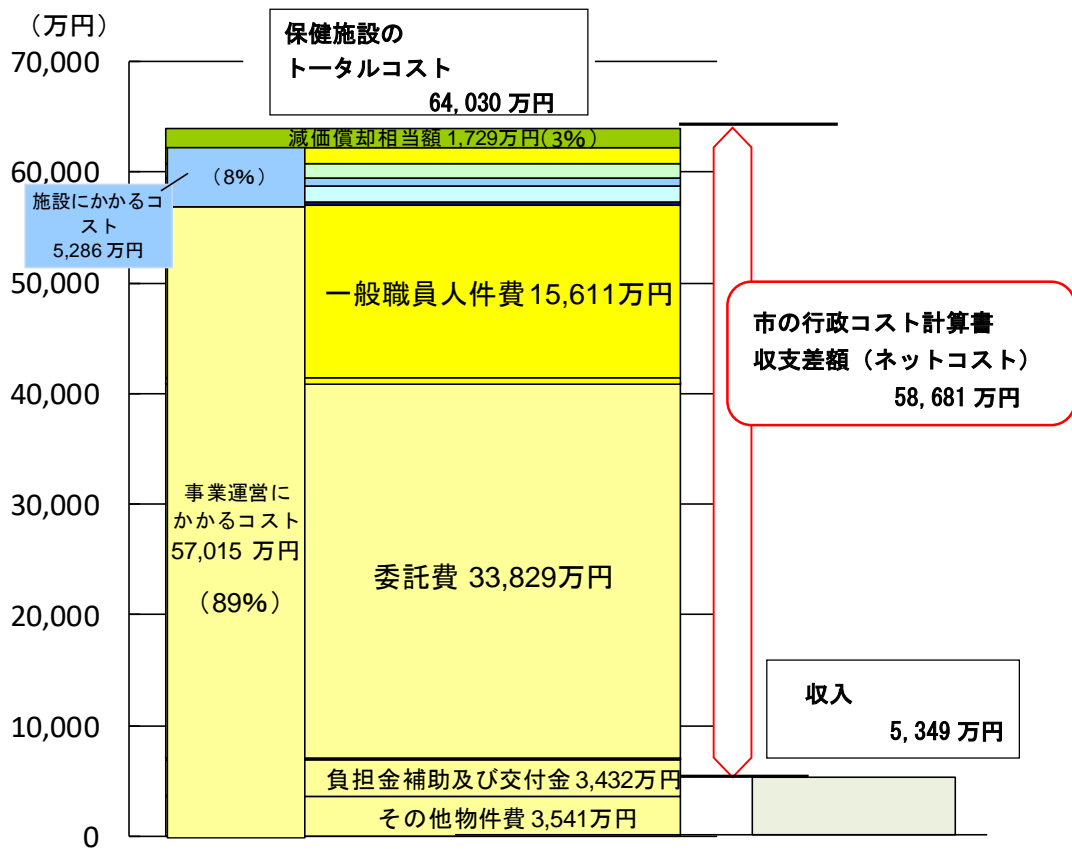 （万円）
70,000
60,000
50,000
40,000
30,000
20,000
10,000
0
保健施設の
トータルコスト
64,030 万円
減価償却相当額 1,729万円(3%)
（8%）
施設にかかるコ
スト
5,286 万円
一般職員人件費 15,611万円
事業運営に
かかるコスト
57,015 万円
（89%）
委託費 33,829万円
負担金補助及び交付金 3,432万円
その他物件費 3,541万円
市の行政コスト計算書
収支差額（ネットコスト）
58,681 万円
収入
5,349 万円